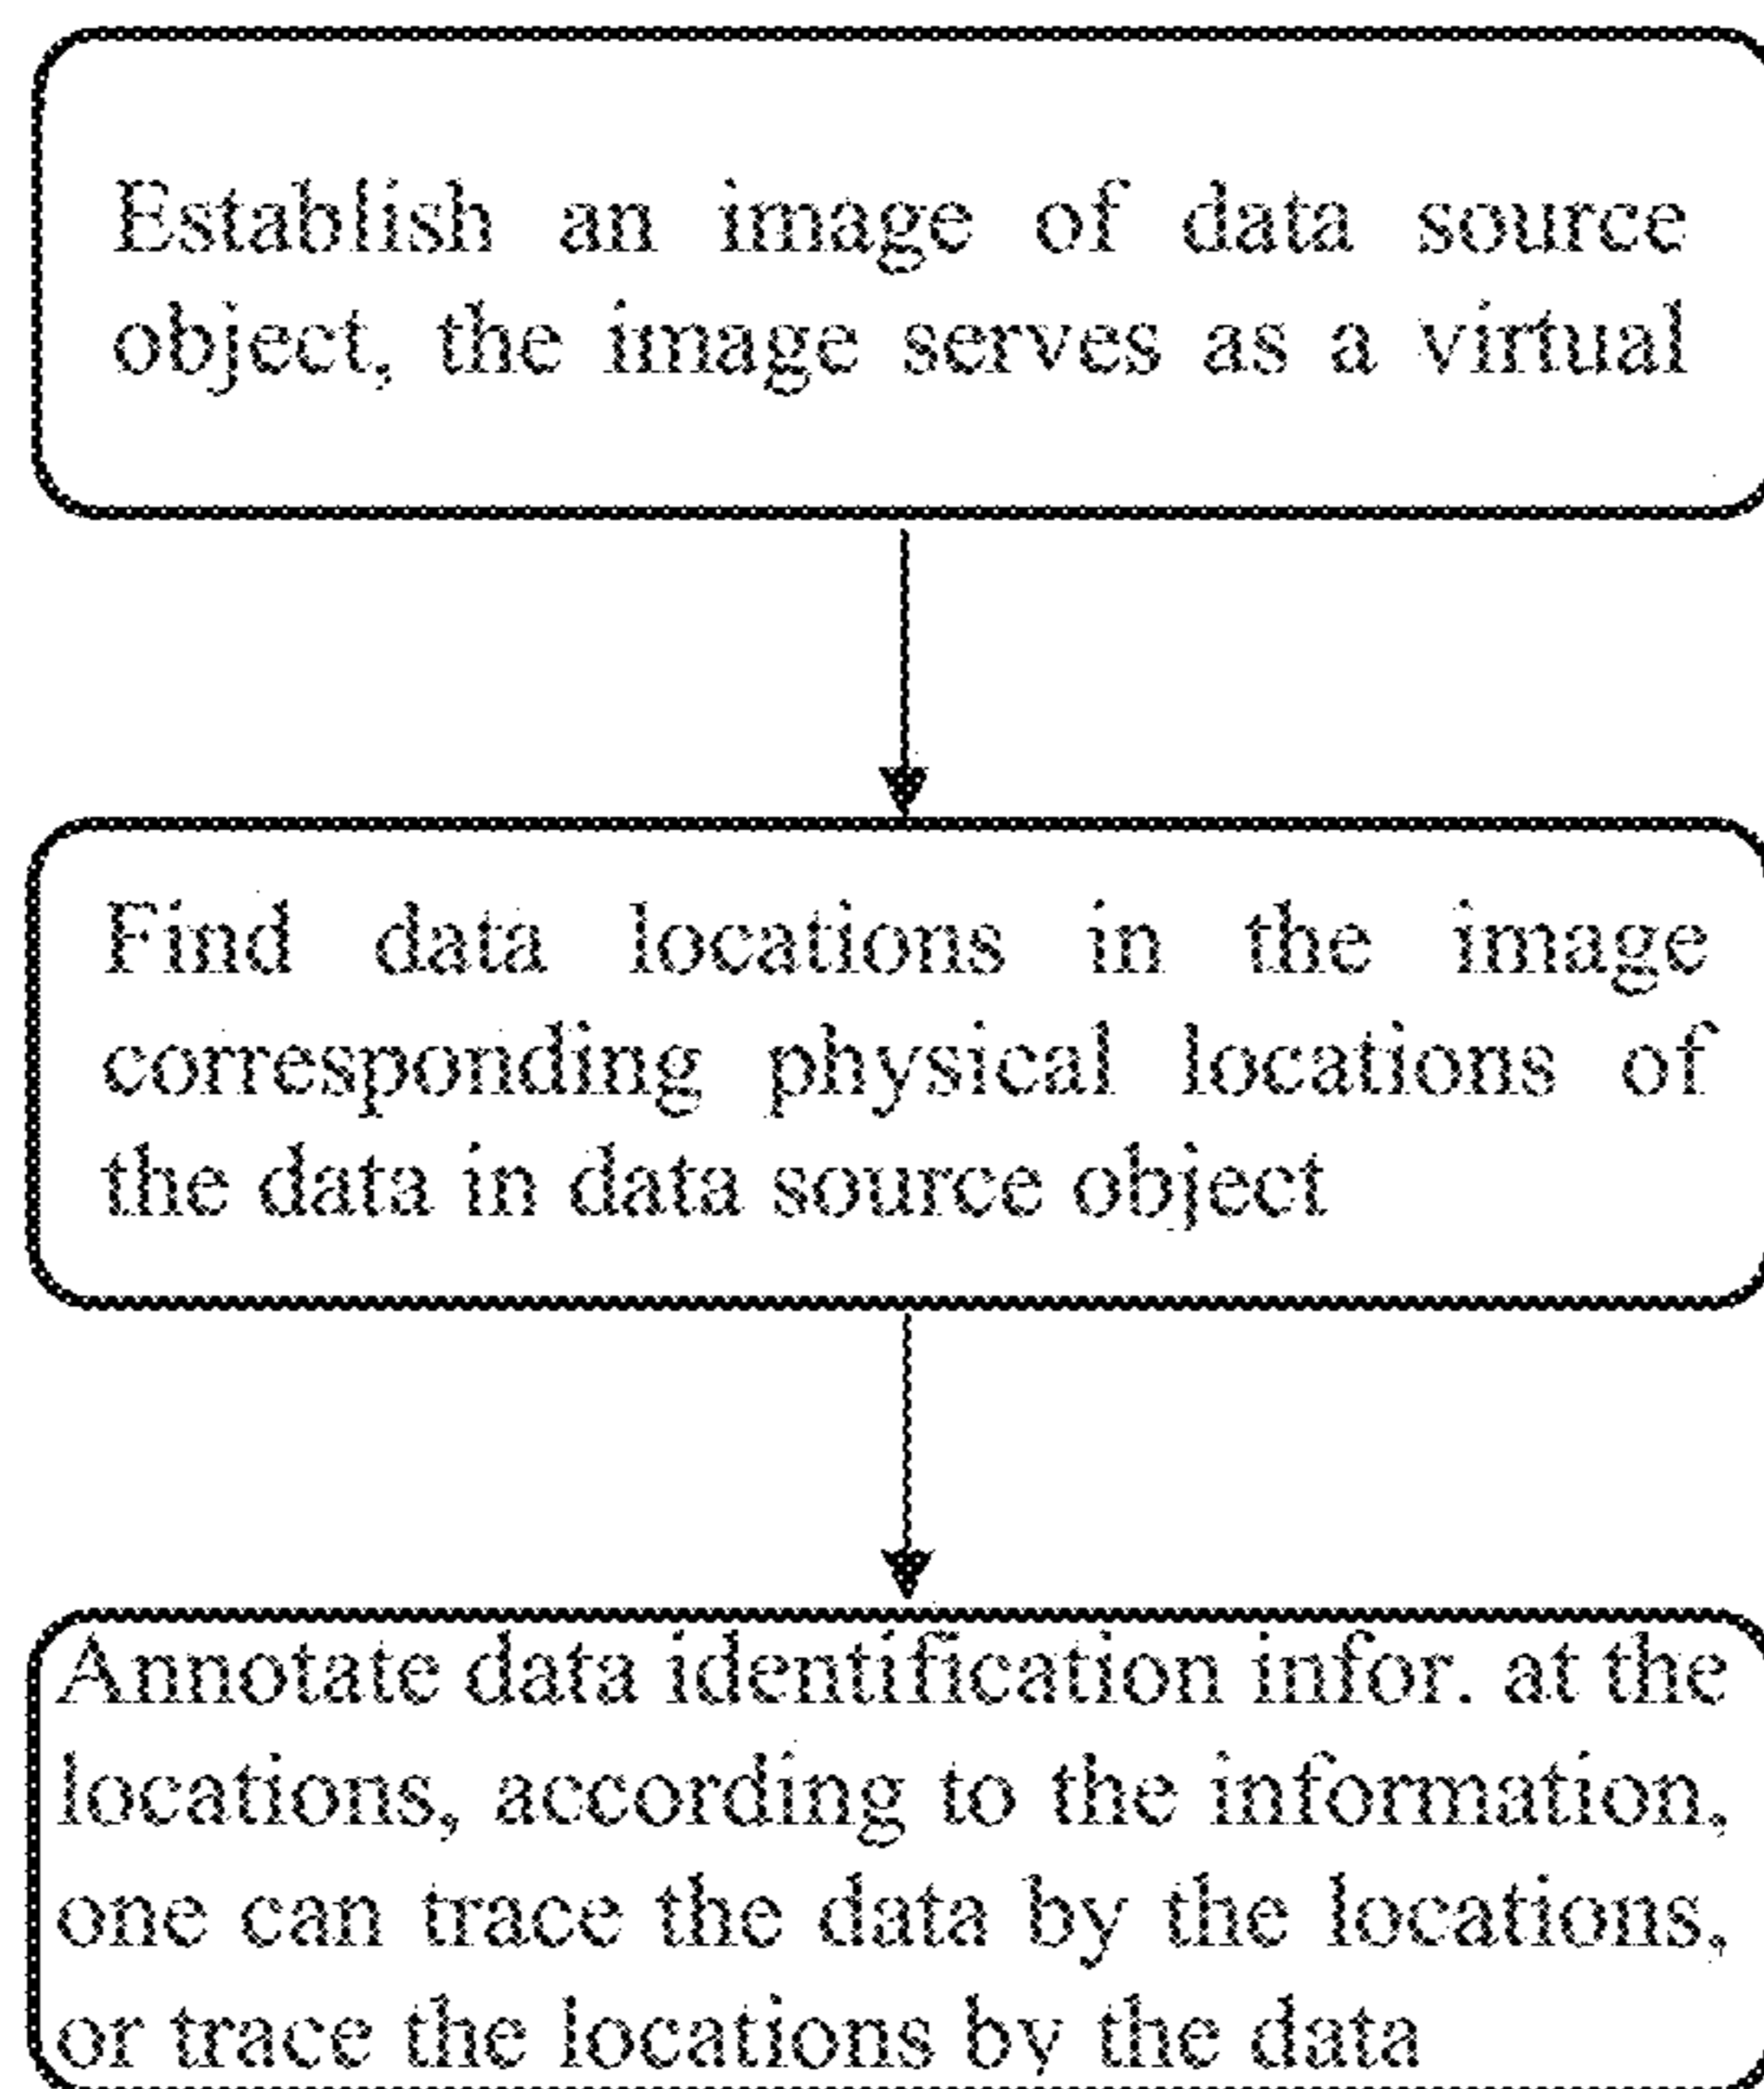 Establish an image of data source
object, the image serves as a virtual
Find data locations in the image
corresponding physical locations of
the data in data source object
Annotate data identification infor. at the
locations, according to the information,
one can trace the data by the locations,
or trace the locations by the data